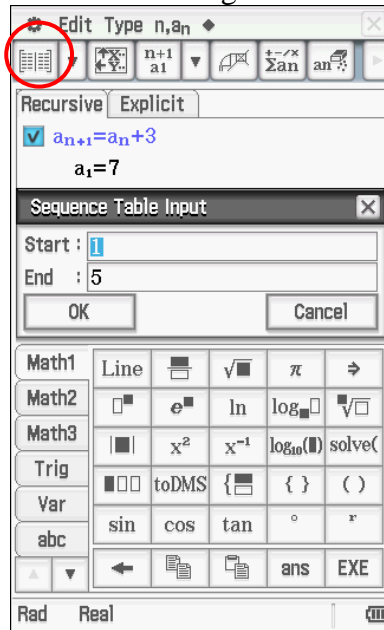 Edit Type n,aₙ
n+1 a1 +-/x Σan an
Recursive Explicit
aₙ₊₁=aₙ+3
a₁=7
Sequence Table Input
Start : 1
End : 5
OK Cancel
Math1 Line √■ π ⇒
Math2 □■ e■ ln log■□ ■√□
Math3 |■| x² x⁻¹ log₁₀(■) solve(
Trig ■□□ toDMS { { } ( )
Var sin cos tan ° r
abc
ans EXE
Rad Real